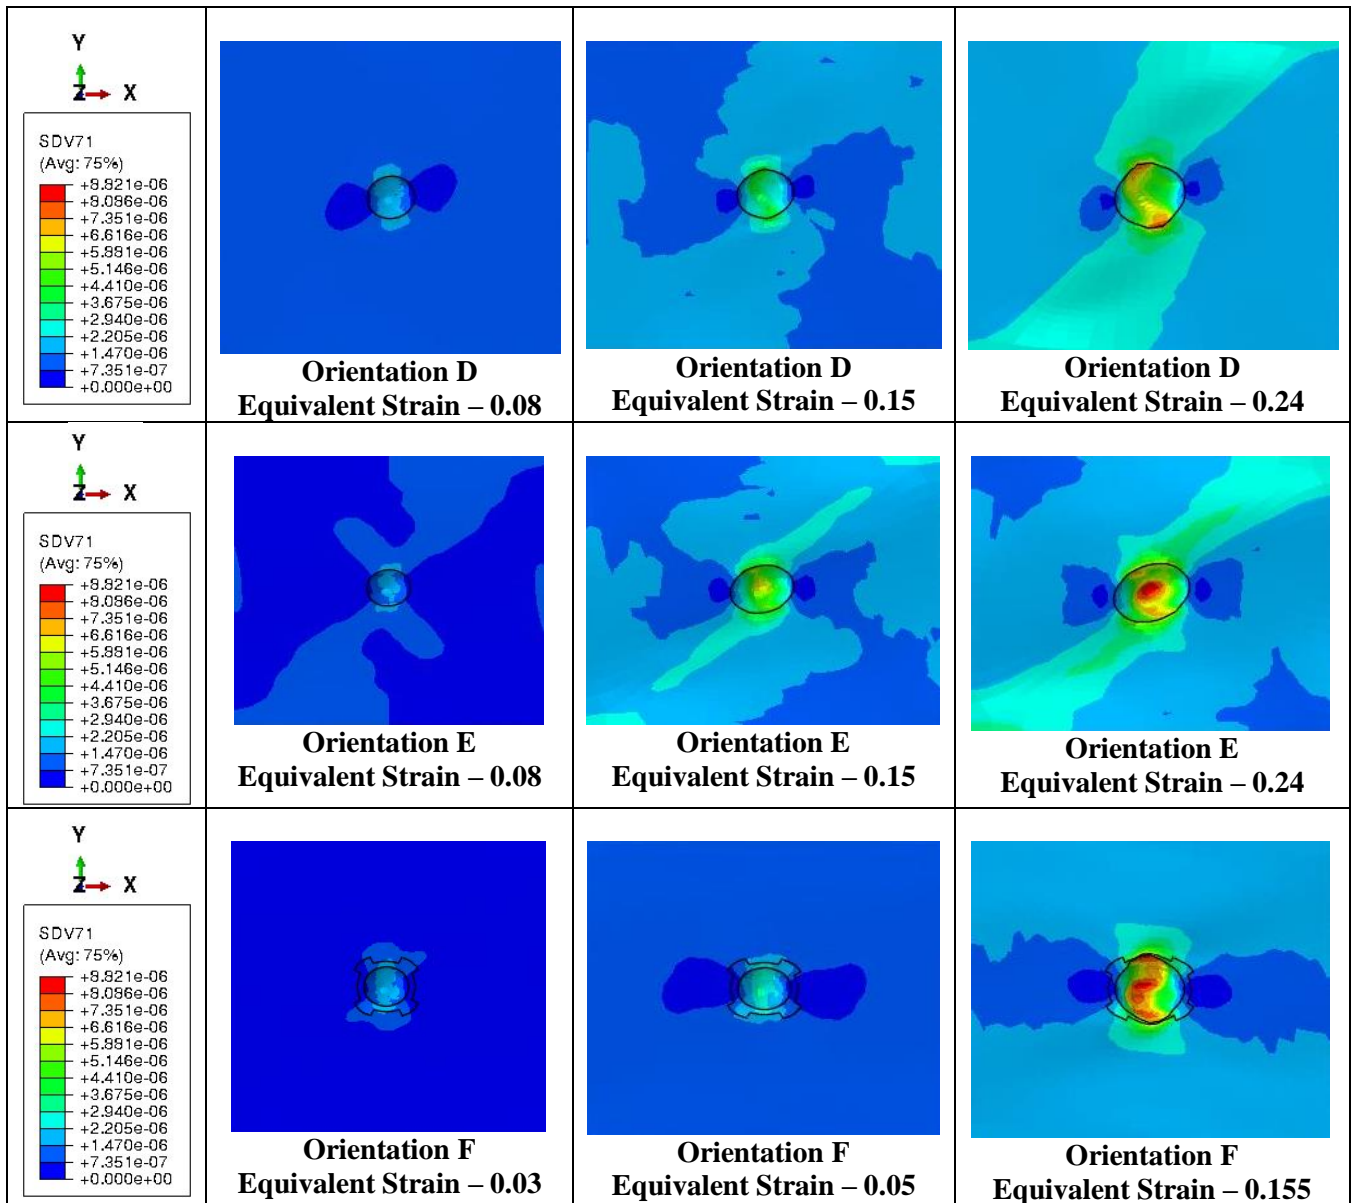 Y
Z X
SDV71
(Avg: 75%)
+8.821e-06
+8.086e-06
+7.351e-06
+6.616e-06
+5.881e-06
+5.146e-06
+4.410e-06
+3.675e-06
+2.940e-06
+2.205e-06
+1.470e-06
+7.351e-07
+0.000e+00
Orientation D
Equivalent Strain – 0.08
Orientation D
Equivalent Strain – 0.15
Orientation D
Equivalent Strain – 0.24
Y
Z X
SDV71
(Avg: 75%)
+8.821e-06
+8.086e-06
+7.351e-06
+6.616e-06
+5.881e-06
+5.146e-06
+4.410e-06
+3.675e-06
+2.940e-06
+2.205e-06
+1.470e-06
+7.351e-07
+0.000e+00
Orientation E
Equivalent Strain – 0.08
Orientation E
Equivalent Strain – 0.15
Orientation E
Equivalent Strain – 0.24
Y
Z X
SDV71
(Avg: 75%)
+8.821e-06
+8.086e-06
+7.351e-06
+6.616e-06
+5.881e-06
+5.146e-06
+4.410e-06
+3.675e-06
+2.940e-06
+2.205e-06
+1.470e-06
+7.351e-07
+0.000e+00
Orientation F
Equivalent Strain – 0.03
Orientation F
Equivalent Strain – 0.05
Orientation F
Equivalent Strain – 0.155